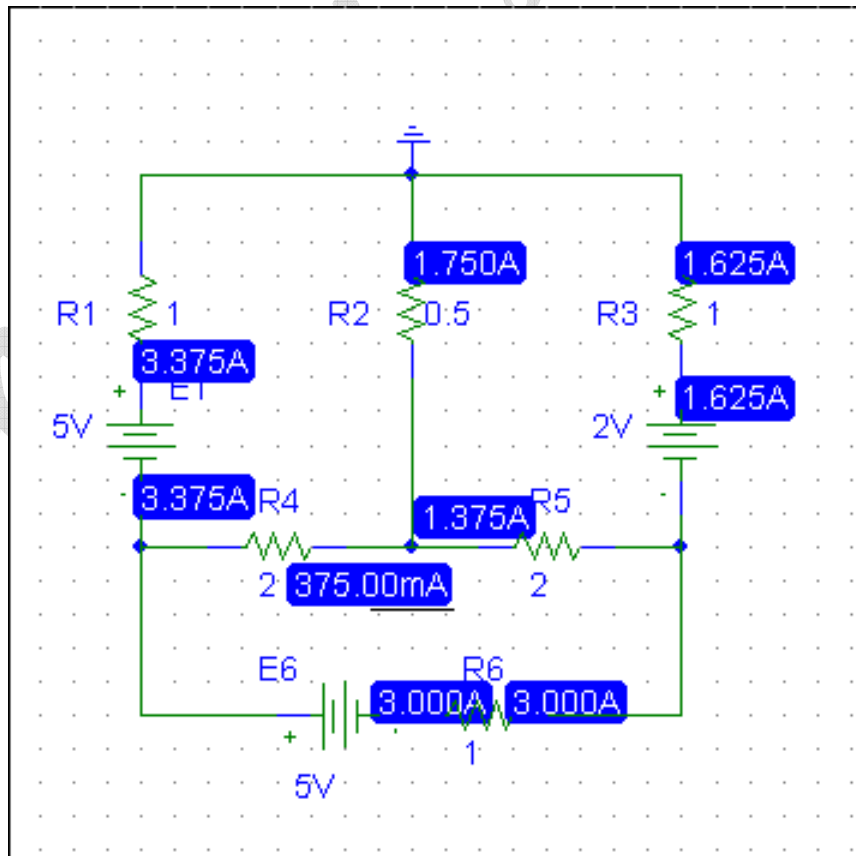 1.750A
1.625A
R1 1 R2 0.5 R3 1
3.375A
E1
1.625A
+ +
5V 2V
- -
3.375A R4 R5
1.375A
2 375.00mA 2
E6 R6
3.000A 3.000A
+ -
1
5V